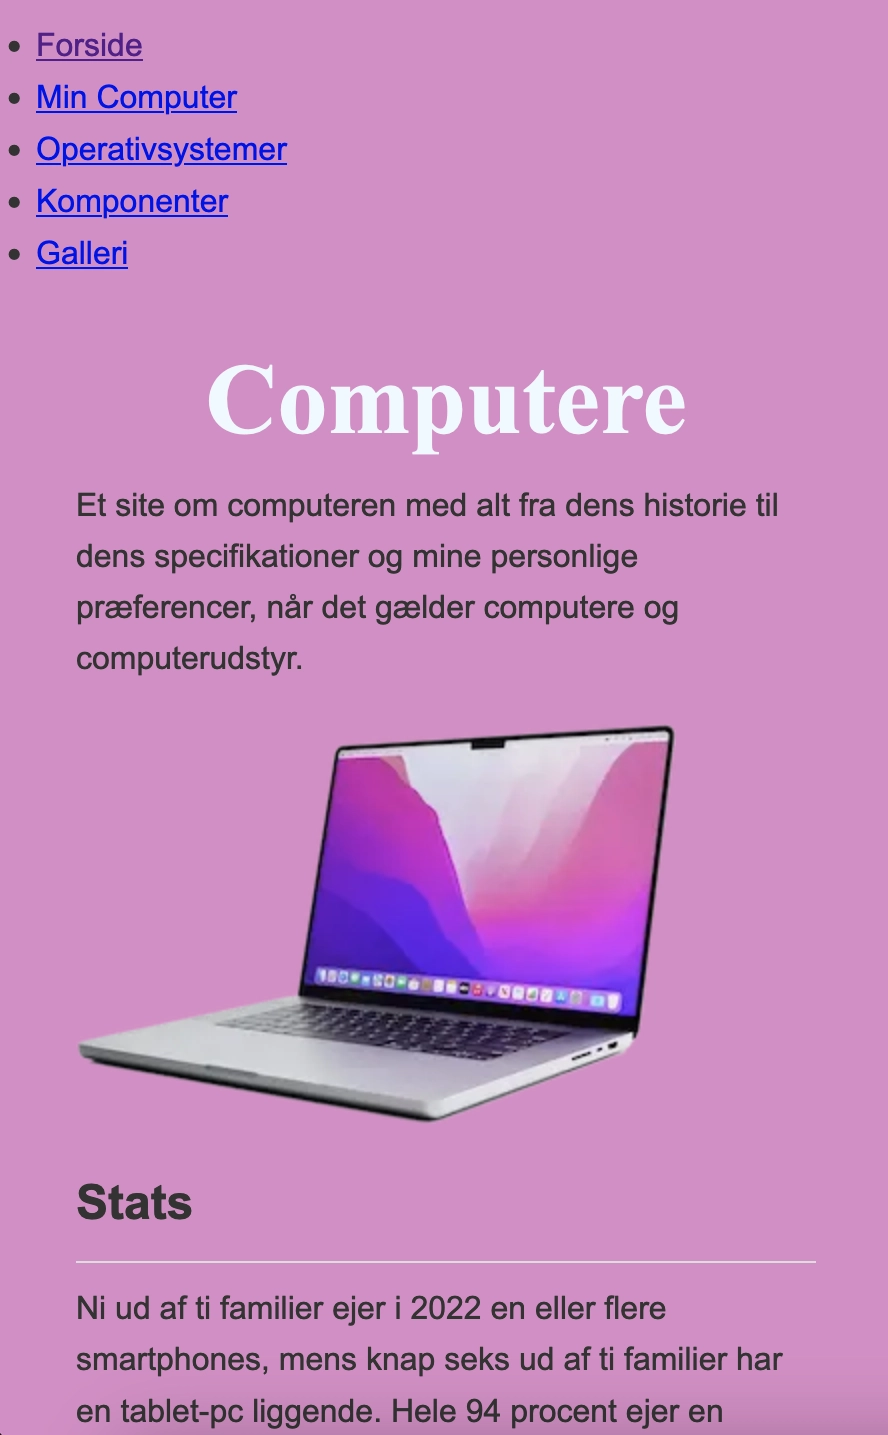 Forside
Min Computer
Operativsystemer
Komponenter
Galleri
Computere
Et site om computeren med alt fra dens historie til
dens specifikationer og mine personlige
præferencer, når det gælder computere og
computerudstyr.
Stats
Ni ud af ti familier ejer i 2022 en eller flere
smartphones, mens knap seks ud af ti familier har
en tablet-pc liggende. Hele 94 procent ejer en